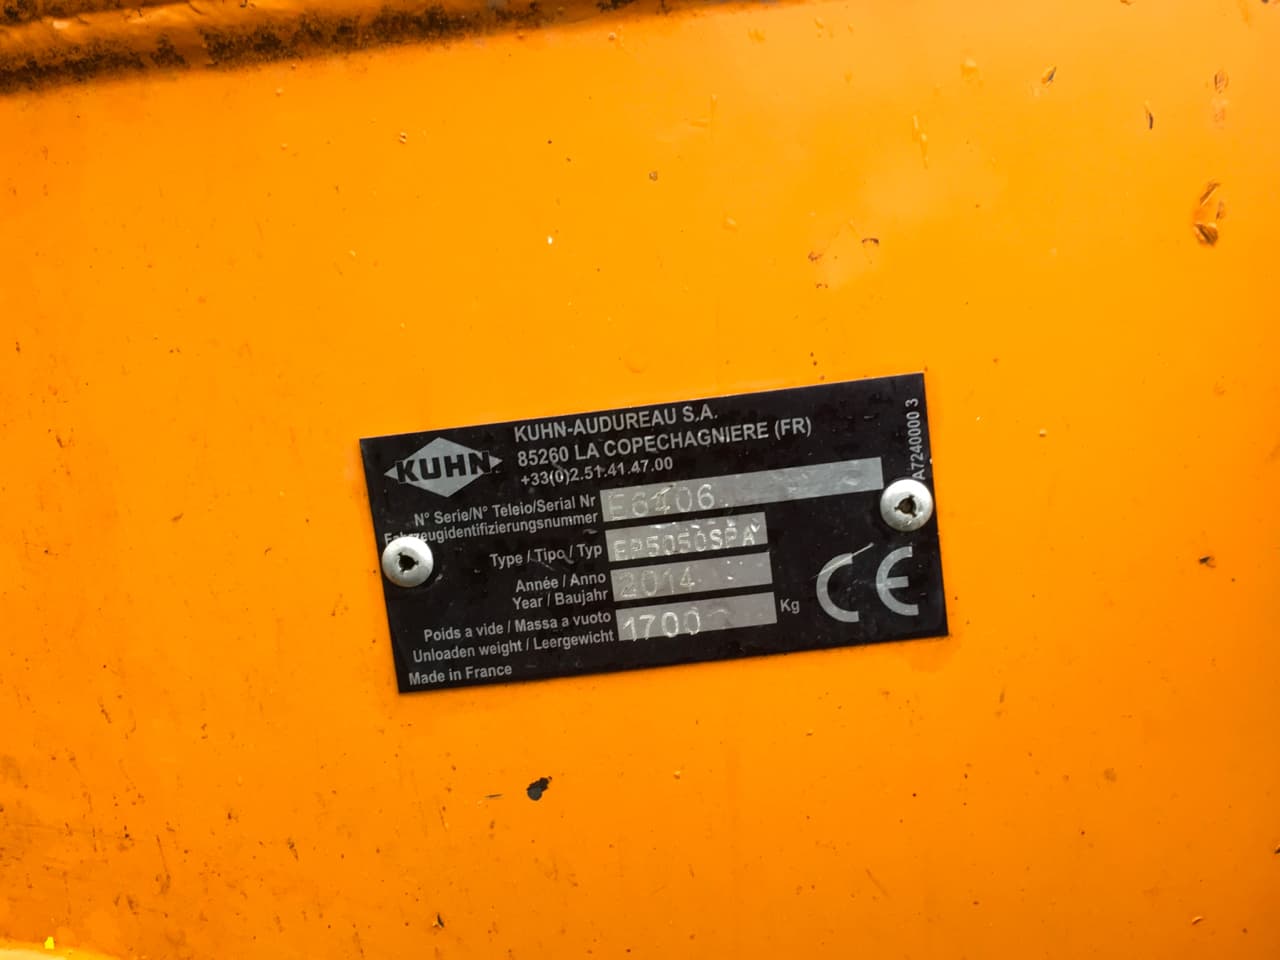 KUHN
KUHN-AUDUREAU S.A.
85260 LA COPECHAGNIERE (FR)
+33(0)2.51.41.47.00
N° Serie/N° Teleio/Serial Nr
Fahrzeugidentifizierungsnummer
E6406
Type / Tipo / Typ
EP5050SPA
Année / Anno
Year / Baujahr
2014
Poids a vide / Massa a vuoto
Unloaden weight / Leergewicht
1700 Kg
Made in France
CE
A7240000 3